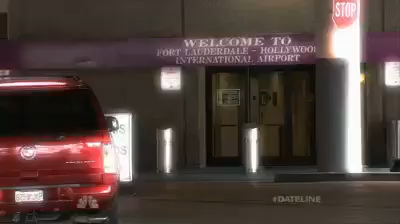 STOP
WELCOME TO
FORT LAUDERDALE - HOLLYWOOD
INTERNATIONAL AIRPORT
#DATELINE